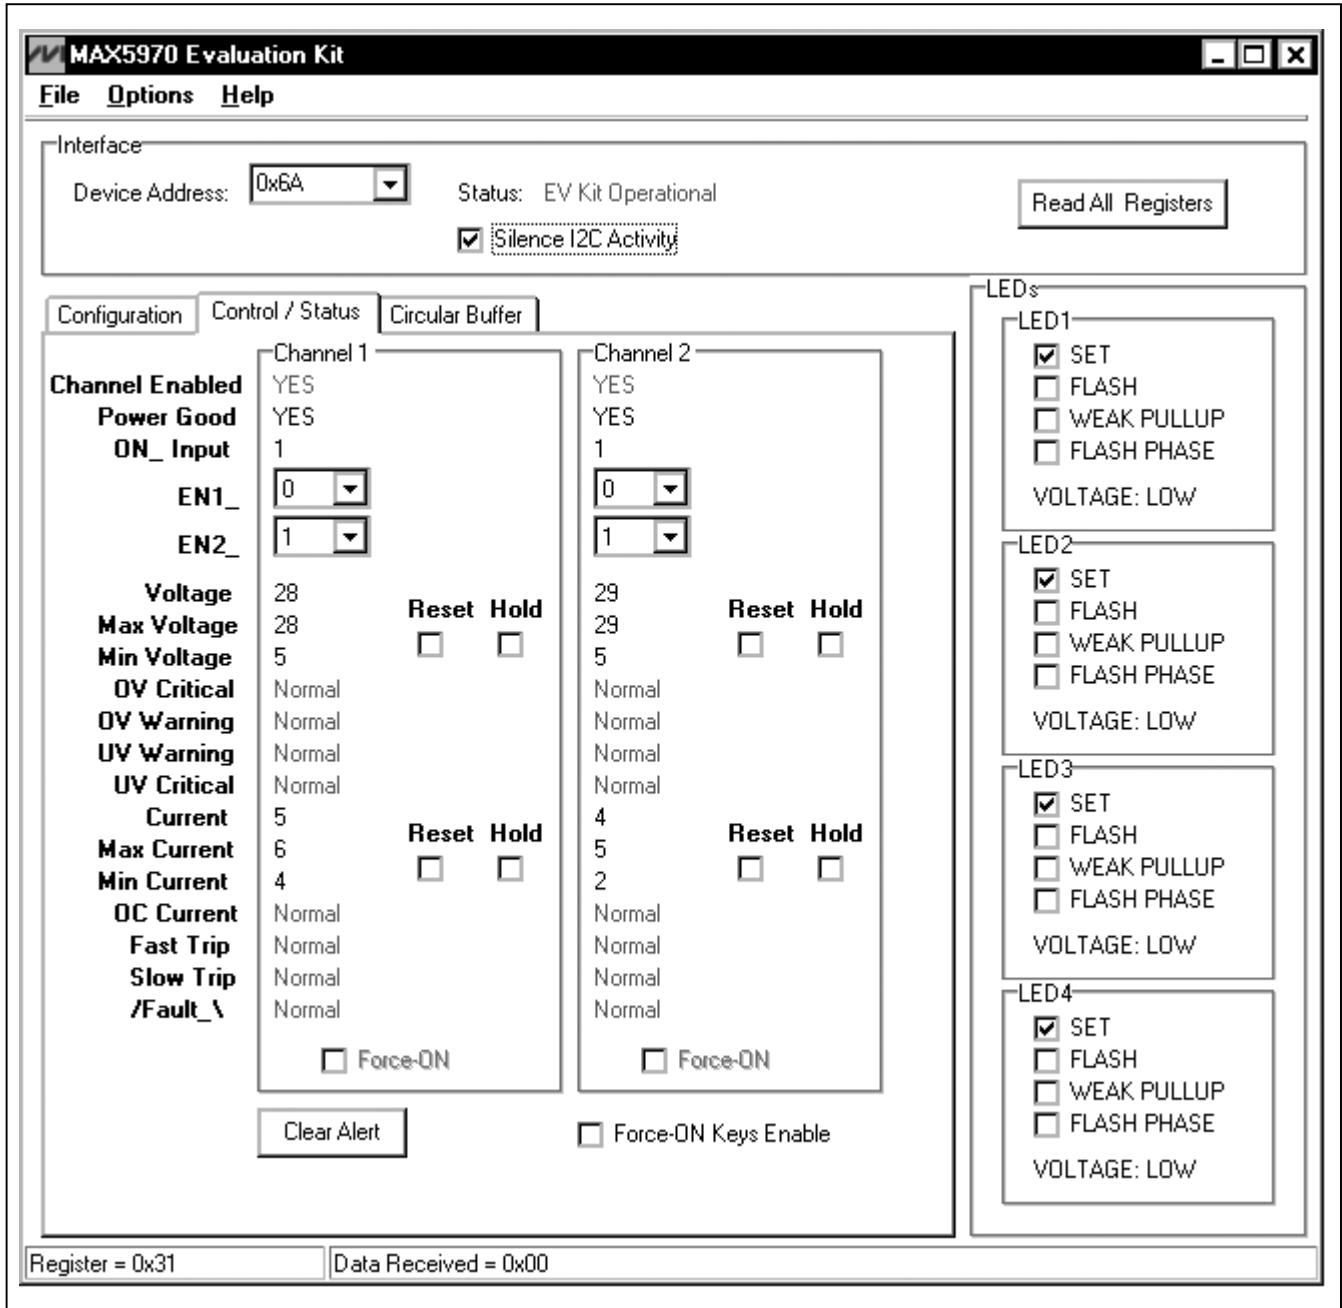 MAX5970 Evaluation Kit
File Options Help
Interface
Device Address: 0x6A Status: EV Kit Operational Read All Registers
Silence I2C Activity
Configuration Control / Status Circular Buffer
Channel 1 Channel 2
Channel Enabled YES YES
Power Good YES YES
ON_ Input 1 1
EN1_ 0 0
EN2_ 1 1
Voltage 28 29
Reset Hold Reset Hold
Max Voltage 28 29
Min Voltage 5 5
OV Critical Normal Normal
OV Warning Normal Normal
UV Warning Normal Normal
UV Critical Normal Normal
Current 5 4
Reset Hold Reset Hold
Max Current 6 5
Min Current 4 2
OC Current Normal Normal
Fast Trip Normal Normal
Slow Trip Normal Normal
/Fault_\ Normal Normal
Force-ON Force-ON
Clear Alert Force-ON Keys Enable
LEDs
LED1
SET
FLASH
WEAK PULLUP
FLASH PHASE
VOLTAGE: LOW
LED2
SET
FLASH
WEAK PULLUP
FLASH PHASE
VOLTAGE: LOW
LED3
SET
FLASH
WEAK PULLUP
FLASH PHASE
VOLTAGE: LOW
LED4
SET
FLASH
WEAK PULLUP
FLASH PHASE
VOLTAGE: LOW
Register = 0x31 Data Received = 0x00